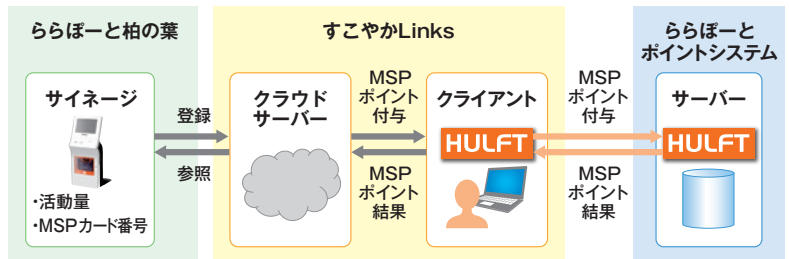 ららぽーと柏の葉
すこやかLinks
ららぽーと
ポイントシステム
サイネージ
・活動量
・MSPカード番号
登録
参照
クラウド
サーバー
MSP
ポイント
付与
MSP
ポイント
結果
クライアント
HULFT
MSP
ポイント
付与
MSP
ポイント
結果
サーバー
HULFT